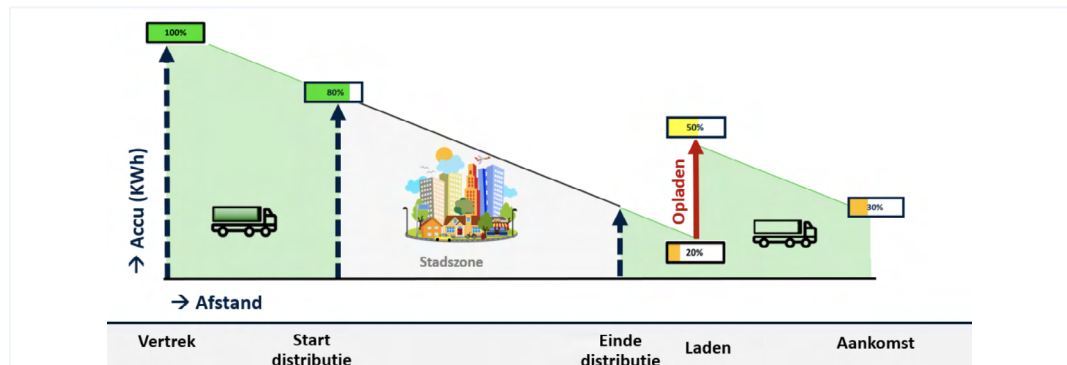 100%
80%
50%
Opladen
30%
20%
→ Accu (KWh)
Stadszone
→ Afstand
Vertrek
Start
distributie
Einde
distributie
Laden
Aankomst